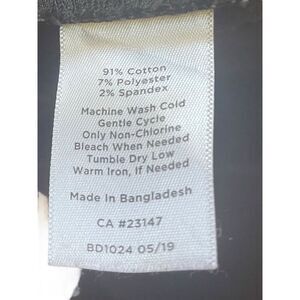 91% Cotton
7% Polyester
2% Spandex
Machine Wash Cold
Gentle Cycle
Only Non-Chlorine
Bleach When Needed
Tumble Dry Low
Warm Iron, If Needed
Made in Bangladesh
CA #23147
BD1024 05/19